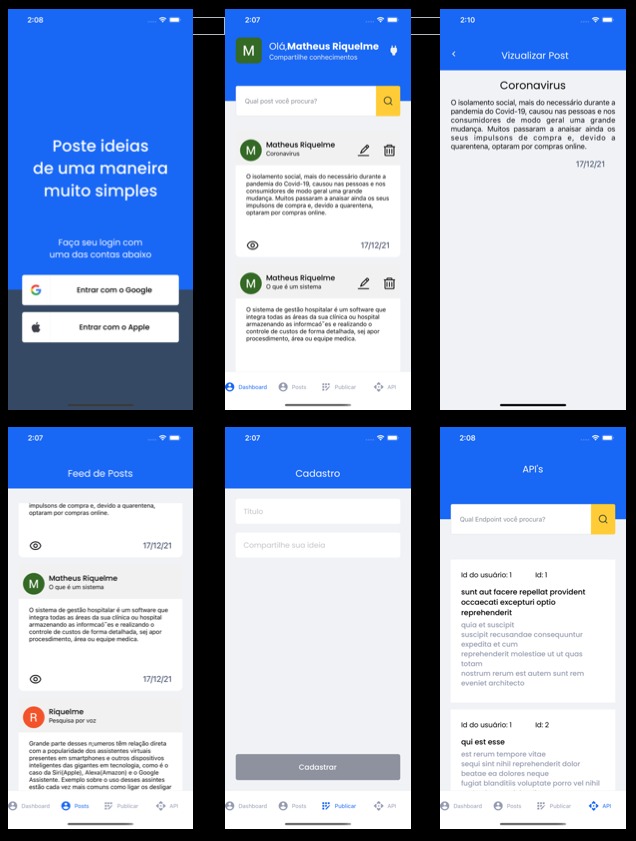 2:08
Poste ideias
de uma maneira
muito simples
Faça seu login com
uma das contas abaixo
Entrar com o Google
Entrar com o Apple
2:07
Olá,Matheus Riquelme
Compartilhe conhecimentos
M
Qual post você procura?
M
Matheus Riquelme
Coronavirus
O isolamento social, mais do necessário durante a
pandemia do Covid-19, causou nas pessoas e nos
consumidores de modo geral uma grande
mudança. Muitos passaram a anaisar ainda os seus
impulsons de compra e, devido a quarentena,
optaram por compras online.
17/12/21
M
Matheus Riquelme
O que é um sistema
O sistema de gestão hospitalar é um software que
integra todas as áreas da sua clínica ou hospital
armazenando as informcaõ˜es e realizando o
controle de custos de forma detalhada, sej apor
procesdimento, área ou equipe medica.
Dashboard
Posts
Publicar
API
2:10
Vizualizar Post
Coronavirus
O isolamento social, mais do necessário durante a
pandemia do Covid-19, causou nas pessoas e nos
consumidores de modo geral uma grande
mudança. Muitos passaram a anaisar ainda os
seus impulsons de compra e, devido a
quarentena, optaram por compras online.
17/12/21
2:07
Feed de Posts
impulsons de compra e, devido a quarentena,
optaram por compras online.
17/12/21
M
Matheus Riquelme
O que é um sistema
O sistema de gestão hospitalar é um software que
integra todas as áreas da sua clínica ou hospital
armazenando as informcaõ˜es e realizando o
controle de custos de forma detalhada, sej apor
procesdimento, área ou equipe medica.
17/12/21
R
Riquelme
Pesquisa por voz
Grande parte desses números têm relação direta
com a popularidade dos assistentes virtuais
presentes em smartphones e outros dispositivos
inteligentes das gigantes em tecnologia, como é o
caso da Siri(Apple), Alexa(Amazon) e o Google
Assistente. Exemplo sobre o uso desses assintes
estão cada vez mais comuns como ligar os desligar
Dashboard
Posts
Publicar
API
2:07
Cadastro
Título
Compartilhe sua ideia
Cadastrar
Dashboard
Posts
Publicar
API
2:08
API's
Qual Endpoint você procura?
Id do usuário: 1
Id: 1
sunt aut facere repellat provident
occaecati excepturi optio
reprehenderit
quia et suscipit
suscipit recusandae consequuntur
expedita et cum
reprehenderit molestiae ut ut quas
totam
nostrum rerum est autem sunt rem
eveniet architecto
Id do usuário: 1
Id: 2
qui est esse
est rerum tempore vitae
sequi sint nihil reprehenderit dolor
beatae ea dolores neque
fugiat blanditiis voluptate porro vel nihil
Dashboard
Posts
Publicar
API